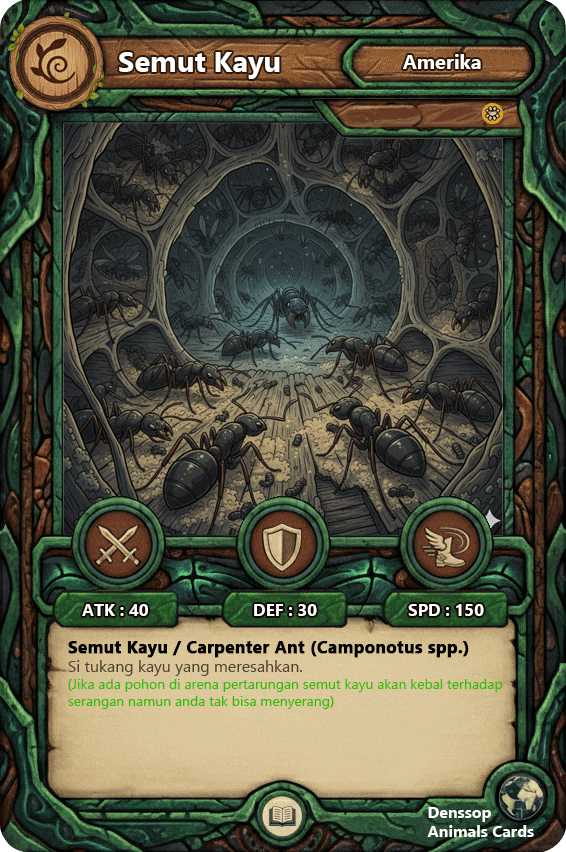 Semut Kayu
Amerika
ATK : 40
DEF : 30
SPD : 150
Semut Kayu / Carpenter Ant (Camponotus spp.)
Si tukang kayu yang meresahkan.
(Jika ada pohon di arena pertarungan semut kayu akan kebal terhadap
serangan namun anda tak bisa menyerang)
Denssop
Animals Cards